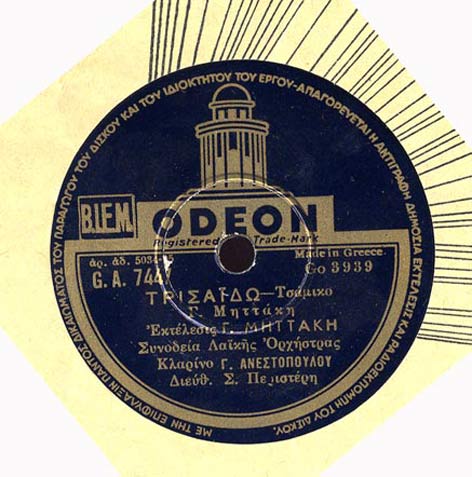 ΜΕ ΤΗΝ ΕΠΙΦΥΛΑΞΙΝ ΠΑΝΤΟΣ ΔΙΚΑΙΩΜΑΤΟΣ ΤΟΥ ΠΑΡΑΓΩΓΟΥ ΤΟΥ ΔΙΣΚΟΥ ΚΑΙ ΤΟΥ ΙΔΙΟΚΤΗΤΟΥ ΤΟΥ ΕΡΓΟΥ-ΑΠΑΓΟΡΕΥΕΤΑΙ Η ΑΝΤΙΓΡΑΦΗ ΔΗΜΟΣΙΑ ΕΚΤΕΛΕΣΙΣ ΚΑΙ ΡΑΔΙΟΕΚΠΟΜΠΗ ΤΟΥ ΔΙΣΚΟΥ.
B.I.E.M.
ODEON
Registered Trade-Mark
Made in Greece
ἀρ. ἀδ.
G.A.
Go 3939
ΤΡΙΣΑΪΔΩ—Τσάμικο
Γ. Μηττάκη
Ἐκτέλεσις Γ. ΜΗΤΤΑΚΗ
Συνοδεία Λαϊκῆς Ὀρχήστρας
Κλαρίνο Γ. ΑΝΕΣΤΟΠΟΥΛΟΥ
Διεύθ. Σ. Περιστέρη